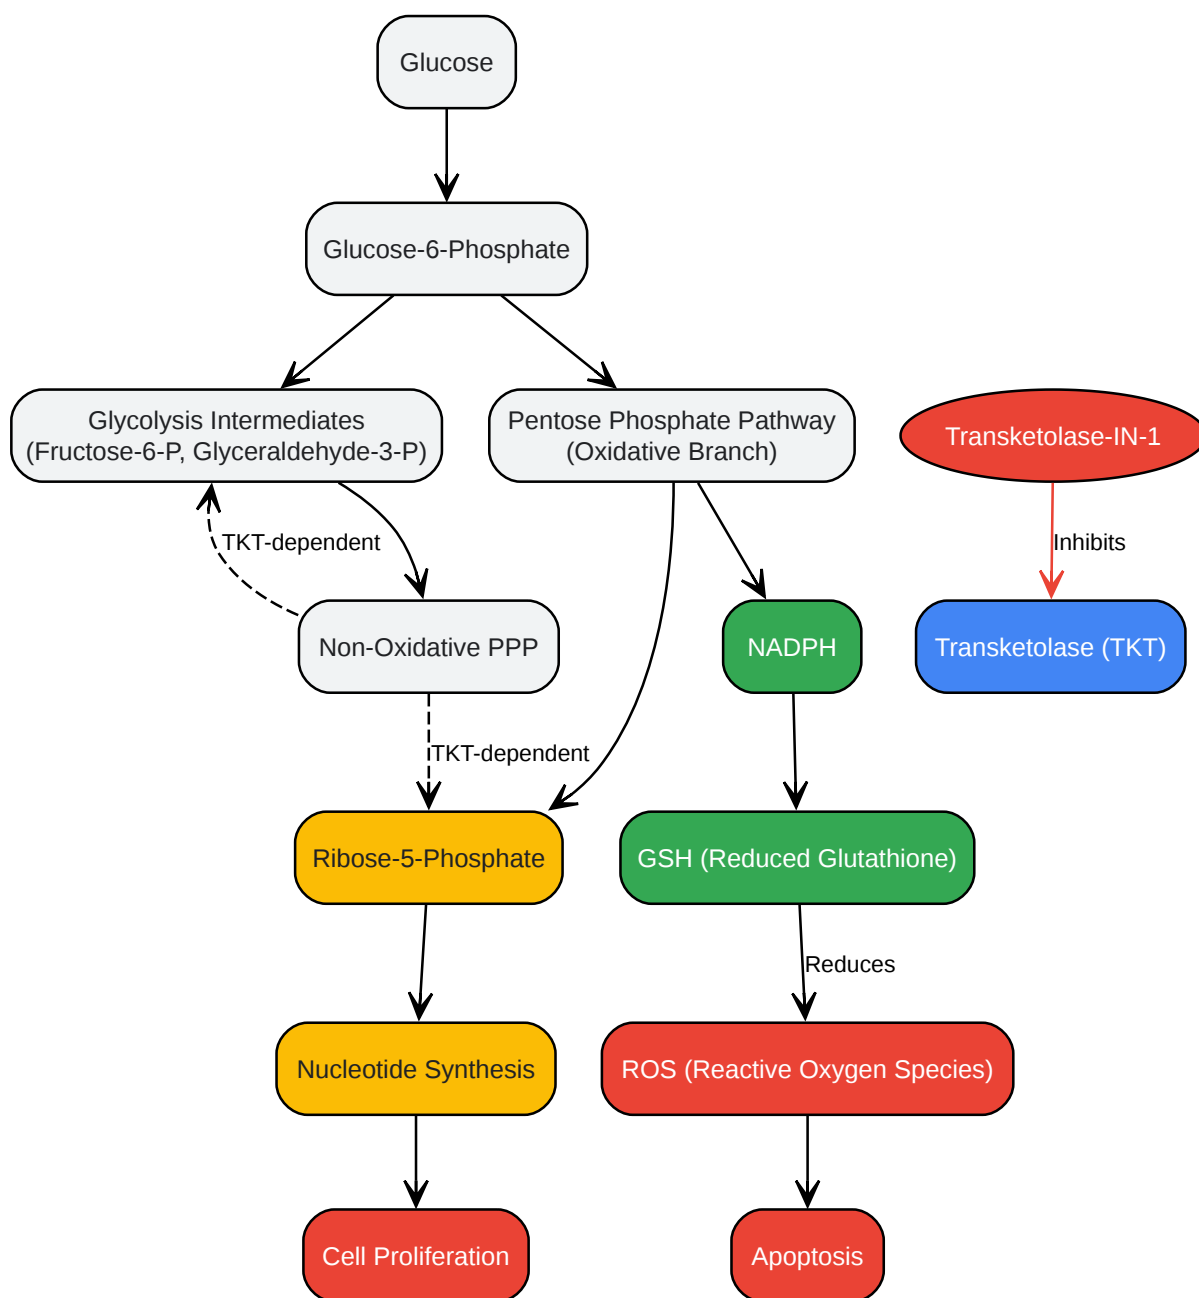 Glucose
Glucose-6-Phosphate
Glycolysis Intermediates
(Fructose-6-P, Glyceraldehyde-3-P)
Pentose Phosphate Pathway
(Oxidative Branch)
Transketolase-IN-1
TKT-dependent
Inhibits
Non-Oxidative PPP
NADPH
Transketolase (TKT)
TKT-dependent
Ribose-5-Phosphate
GSH (Reduced Glutathione)
Reduces
Nucleotide Synthesis
ROS (Reactive Oxygen Species)
Cell Proliferation
Apoptosis